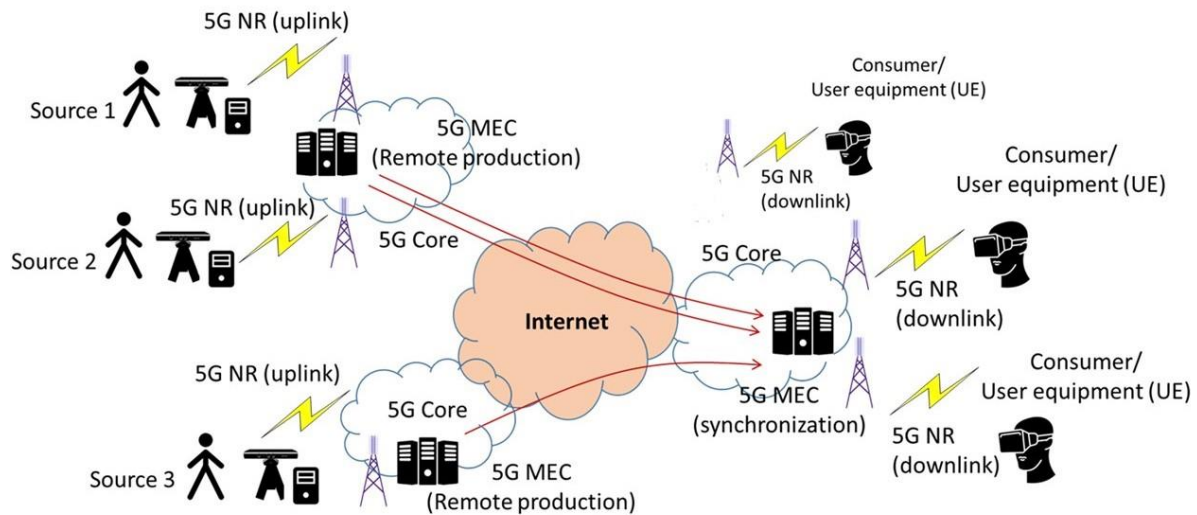 5G NR (uplink)
Source 1
5G MEC
(Remote production)
5G NR (uplink)
Source 2
5G Core
Internet
5G NR (uplink)
Source 3
5G Core
5G MEC
(Remote production)
Consumer/
User equipment (UE)
5G NR
(downlink)
Consumer/
User equipment (UE)
5G Core
5G NR
(downlink)
5G MEC
(synchronization)
Consumer/
User equipment (UE)
5G NR
(downlink)